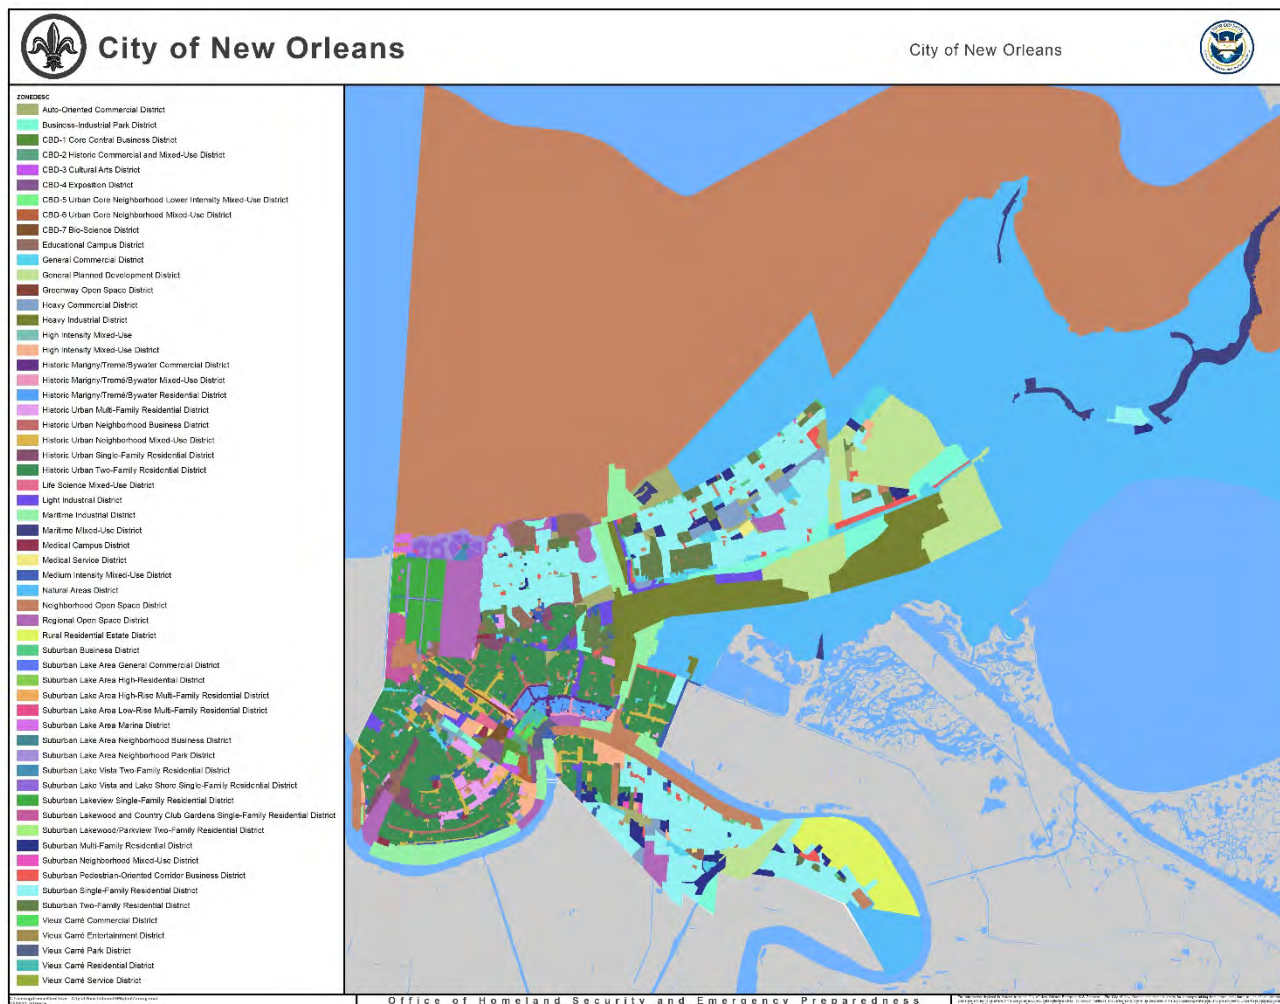 City of New Orleans
City of New Orleans
ZONEDESC
Auto-Oriented Commercial District
Business-Industrial Park District
CBD-1 Core Central Business District
CBD-2 Historic Commercial and Mixed-Use District
CBD-3 Cultural Arts District
CBD-4 Exposition District
CBD-5 Urban Core Neighborhood Lower Intensity Mixed-Use District
CBD-6 Urban Core Neighborhood Mixed-Use District
CBD-7 Bio-Science District
Educational Campus District
General Commercial District
General Planned Development District
Greenway Open Space District
Heavy Commercial District
Heavy Industrial District
High Intensity Mixed-Use
High Intensity Mixed-Use District
Historic Marigny/Tremé/Bywater Commercial District
Historic Marigny/Tremé/Bywater Mixed-Use District
Historic Marigny/Tremé/Bywater Residential District
Historic Urban Multi-Family Residential District
Historic Urban Neighborhood Business District
Historic Urban Neighborhood Mixed-Use District
Historic Urban Single-Family Residential District
Historic Urban Two-Family Residential District
Life Science Mixed-Use District
Light Industrial District
Maritime Industrial District
Maritime Mixed-Use District
Medical Campus District
Medical Service District
Medium Intensity Mixed-Use District
Natural Areas District
Neighborhood Open Space District
Regional Open Space District
Rural Residential Estate District
Suburban Business District
Suburban Lake Area General Commercial District
Suburban Lake Area High-Residential District
Suburban Lake Area High-Rise Multi-Family Residential District
Suburban Lake Area Low-Rise Multi-Family Residential District
Suburban Lake Area Marina District
Suburban Lake Area Neighborhood Business District
Suburban Lake Area Neighborhood Park District
Suburban Lake Vista Two-Family Residential District
Suburban Lake Vista and Lake Shore Single-Family Residential District
Suburban Lakeview Single-Family Residential District
Suburban Lakewood and Country Club Gardens Single-Family Residential District
Suburban Lakewood/Parkview Two-Family Residential District
Suburban Multi-Family Residential District
Suburban Neighborhood Mixed-Use District
Suburban Pedestrian-Oriented Corridor Business District
Suburban Single-Family Residential District
Suburban Two-Family Residential District
Vieux Carré Commercial District
Vieux Carré Entertainment District
Vieux Carré Park District
Vieux Carré Residential District
Vieux Carré Service District
Office of Homeland Security and Emergency Preparedness